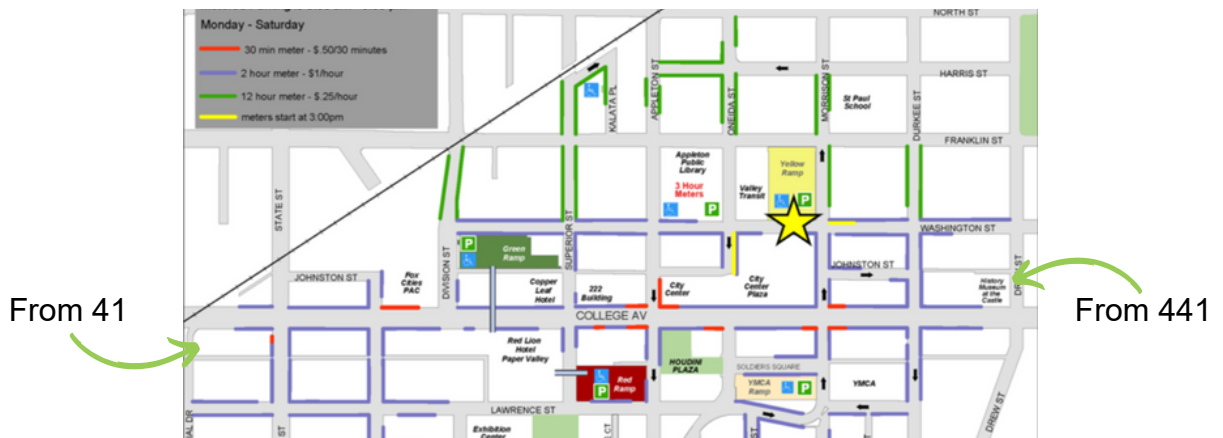 Monday - Saturday
30 min meter - $.50/30 minutes
2 hour meter - $1/hour
12 hour meter - $.25/hour
meters start at 3:00pm
NORTH ST
HARRIS ST
KALATA PL
APPLETON ST
ONEIDA ST
MORRISON ST
St Paul
School
DURKEE ST
FRANKLIN ST
Appleton
Public
Library
3 Hour
Meters
P
Valley
Transit
Yellow
Ramp
P
STATE ST
DIVISION ST
SUPERIOR ST
WASHINGTON ST
P
Green
Ramp
JOHNSTON ST
JOHNSTON ST
Fox
Cities
PAC
Copper
Leaf
Hotel
222
Building
City
Center
City
Center
Plaza
History
Museum
at the
Castle
From 41
From 441
COLLEGE AV
Red Lion
Hotel
Paper Valley
HOUDINI
PLAZA
SOLDIERS SQUARE
Red
Ramp
P
YMCA
Ramp
P
YMCA
LAWRENCE ST
DREW ST
Exhibition
Center
ST
ST